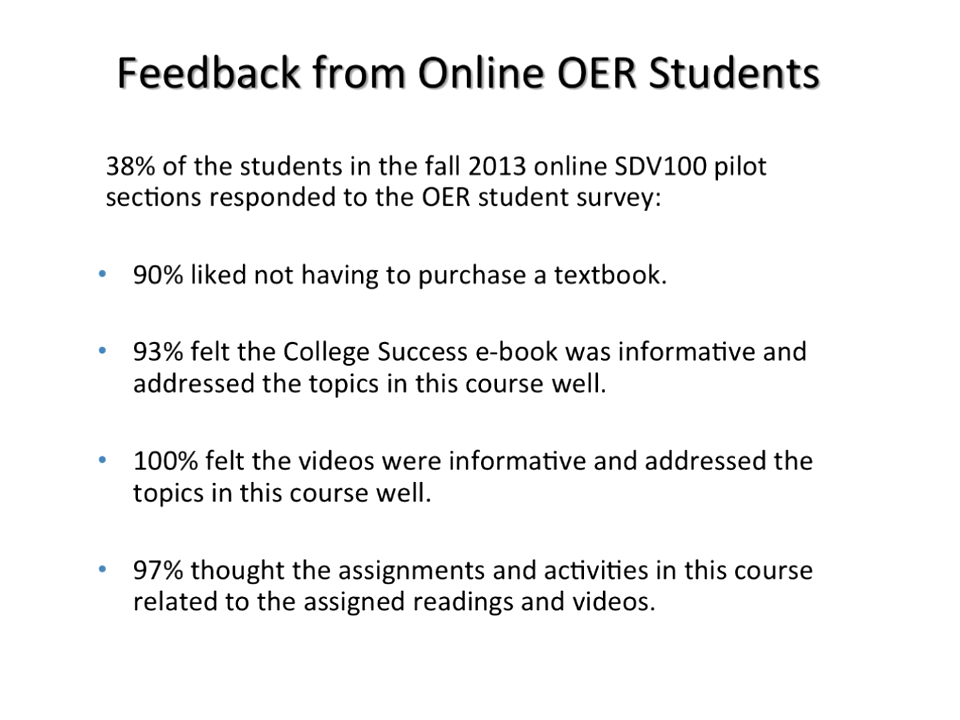 Feedback from Online OER Students
38% of the students in the fall 2013 online SDV100 pilot
sections responded to the OER student survey:
• 90% liked not having to purchase a textbook.
• 93% felt the College Success e-book was informative and
addressed the topics in this course well.
• 100% felt the videos were informative and addressed the
topics in this course well.
• 97% thought the assignments and activities in this course
related to the assigned readings and videos.